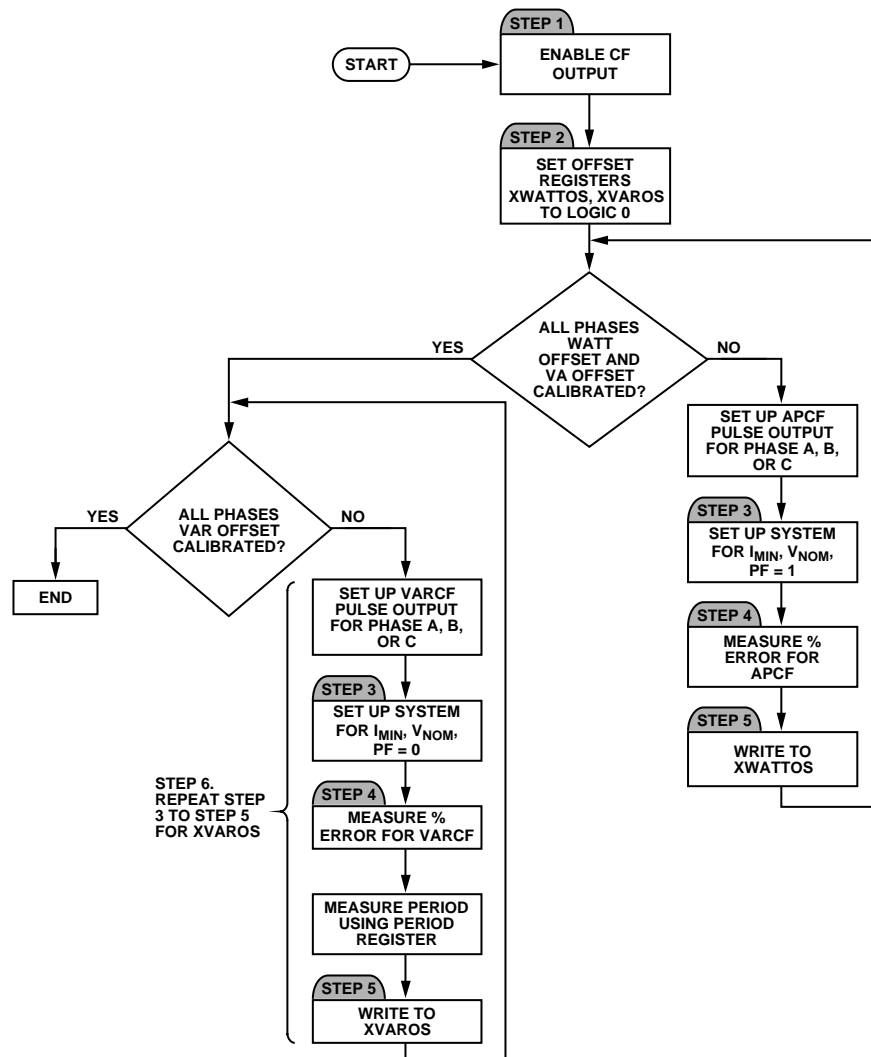 STEP 1
START
ENABLE CF
OUTPUT
STEP 2
SET OFFSET
REGISTERS
XWATTOS, XVAROS
TO LOGIC 0
ALL PHASES
WATT
OFFSET AND
VA OFFSET
CALIBRATED?
YES
NO
SET UP APCF
PULSE OUTPUT
FOR PHASE A, B,
OR C
STEP 3
SET UP SYSTEM
FOR IMIN, VNOM,
PF = 1
STEP 4
MEASURE %
ERROR FOR
APCF
STEP 5
WRITE TO
XWATTOS
ALL PHASES
VAR OFFSET
CALIBRATED?
YES
NO
END
SET UP VARCF
PULSE OUTPUT
FOR PHASE A, B,
OR C
STEP 3
SET UP SYSTEM
FOR IMIN, VNOM,
PF = 0
STEP 6.
REPEAT STEP
3 TO STEP 5
FOR XVAROS
STEP 4
MEASURE %
ERROR FOR VARCF
MEASURE PERIOD
USING PERIOD
REGISTER
STEP 5
WRITE TO
XVAROS